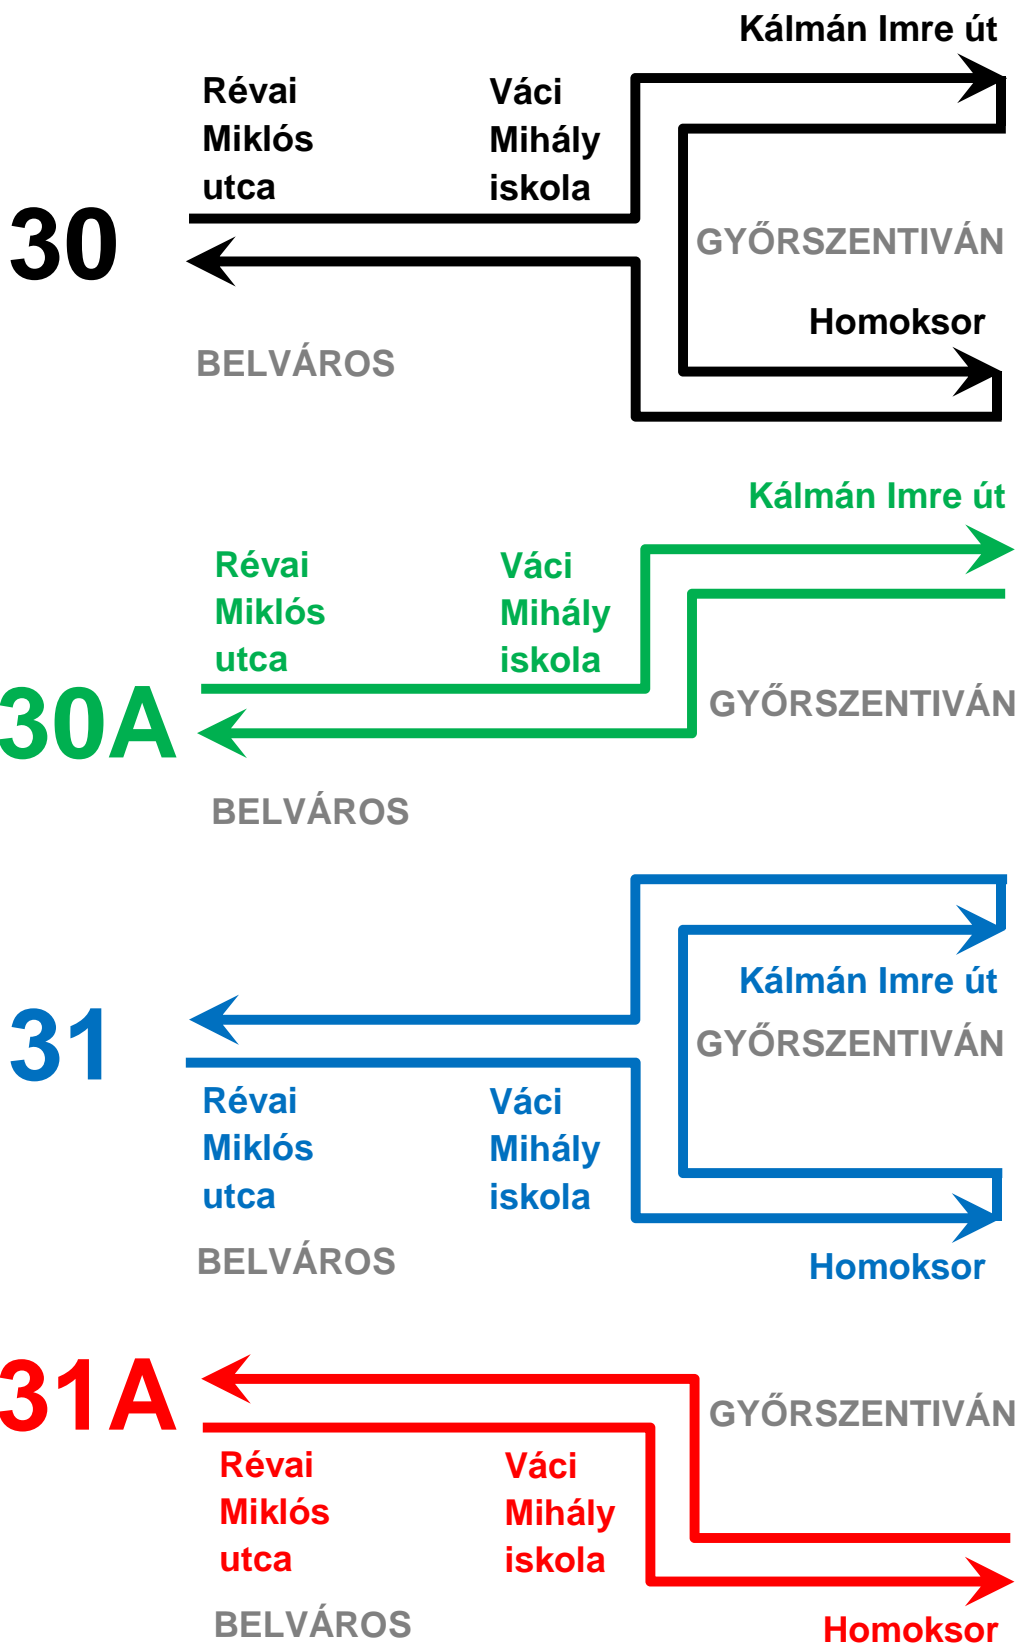 Kálmán Imre út
Révai
Miklós
utca
Váci
Mihály
iskola
30
GYŐRSZENTIVÁN
Homoksor
BELVÁROS
Kálmán Imre út
Révai
Miklós
utca
Váci
Mihály
iskola
30A
GYŐRSZENTIVÁN
BELVÁROS
31
Kálmán Imre út
GYŐRSZENTIVÁN
Révai
Miklós
utca
Váci
Mihály
iskola
BELVÁROS
Homoksor
31A
GYŐRSZENTIVÁN
Révai
Miklós
utca
Váci
Mihály
iskola
BELVÁROS
Homoksor